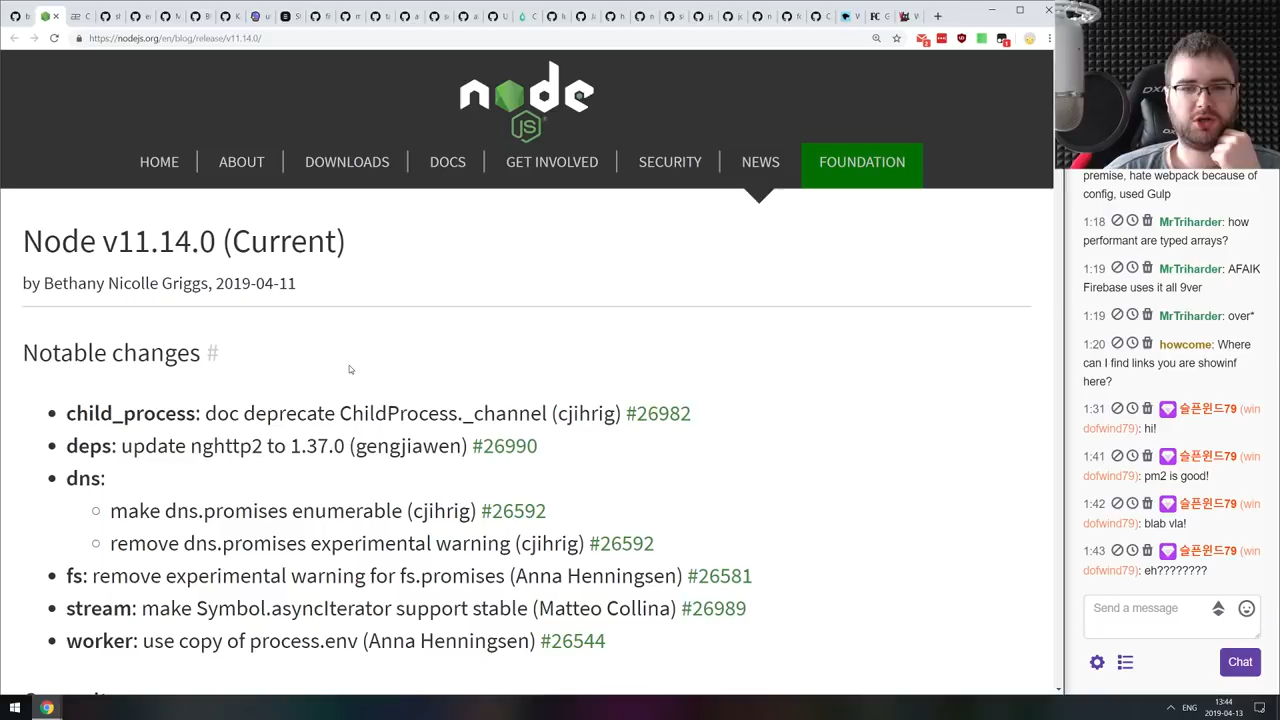 https://nodejs.org/en/blog/release/v11.14.0/
node
JS
HOME
ABOUT
DOWNLOADS
DOCS
GET INVOLVED
SECURITY
NEWS
FOUNDATION
Node v11.14.0 (Current)
by Bethany Nicolle Griggs, 2019-04-11
Notable changes #
• child_process: doc deprecate ChildProcess._channel (cjihrig) #26982
• deps: update nghttp2 to 1.37.0 (gengjiawen) #26990
• dns:
○ make dns.promises enumerable (cjihrig) #26592
○ remove dns.promises experimental warning (cjihrig) #26592
• fs: remove experimental warning for fs.promises (Anna Henningsen) #26581
• stream: make Symbol.asyncIterator support stable (Matteo Collina) #26989
• worker: use copy of process.env (Anna Henningsen) #26544
premise, hate webpack because of
config, used Gulp
1:18 MrTriharder: how
performant are typed arrays?
1:19 MrTriharder: AFAIK
Firebase uses it all 9ver
1:19 MrTriharder: over*
1:20 howcome: Where
can I find links you are showinf
here?
1:31 슬픈윈드79 (win
dofwind79): hi!
1:41 슬픈윈드79 (win
dofwind79): pm2 is good!
1:42 슬픈윈드79 (win
dofwind79): blab vla!
1:43 슬픈윈드79 (win
dofwind79): eh????????
Send a message
Chat
ENG
13:44
2019-04-13